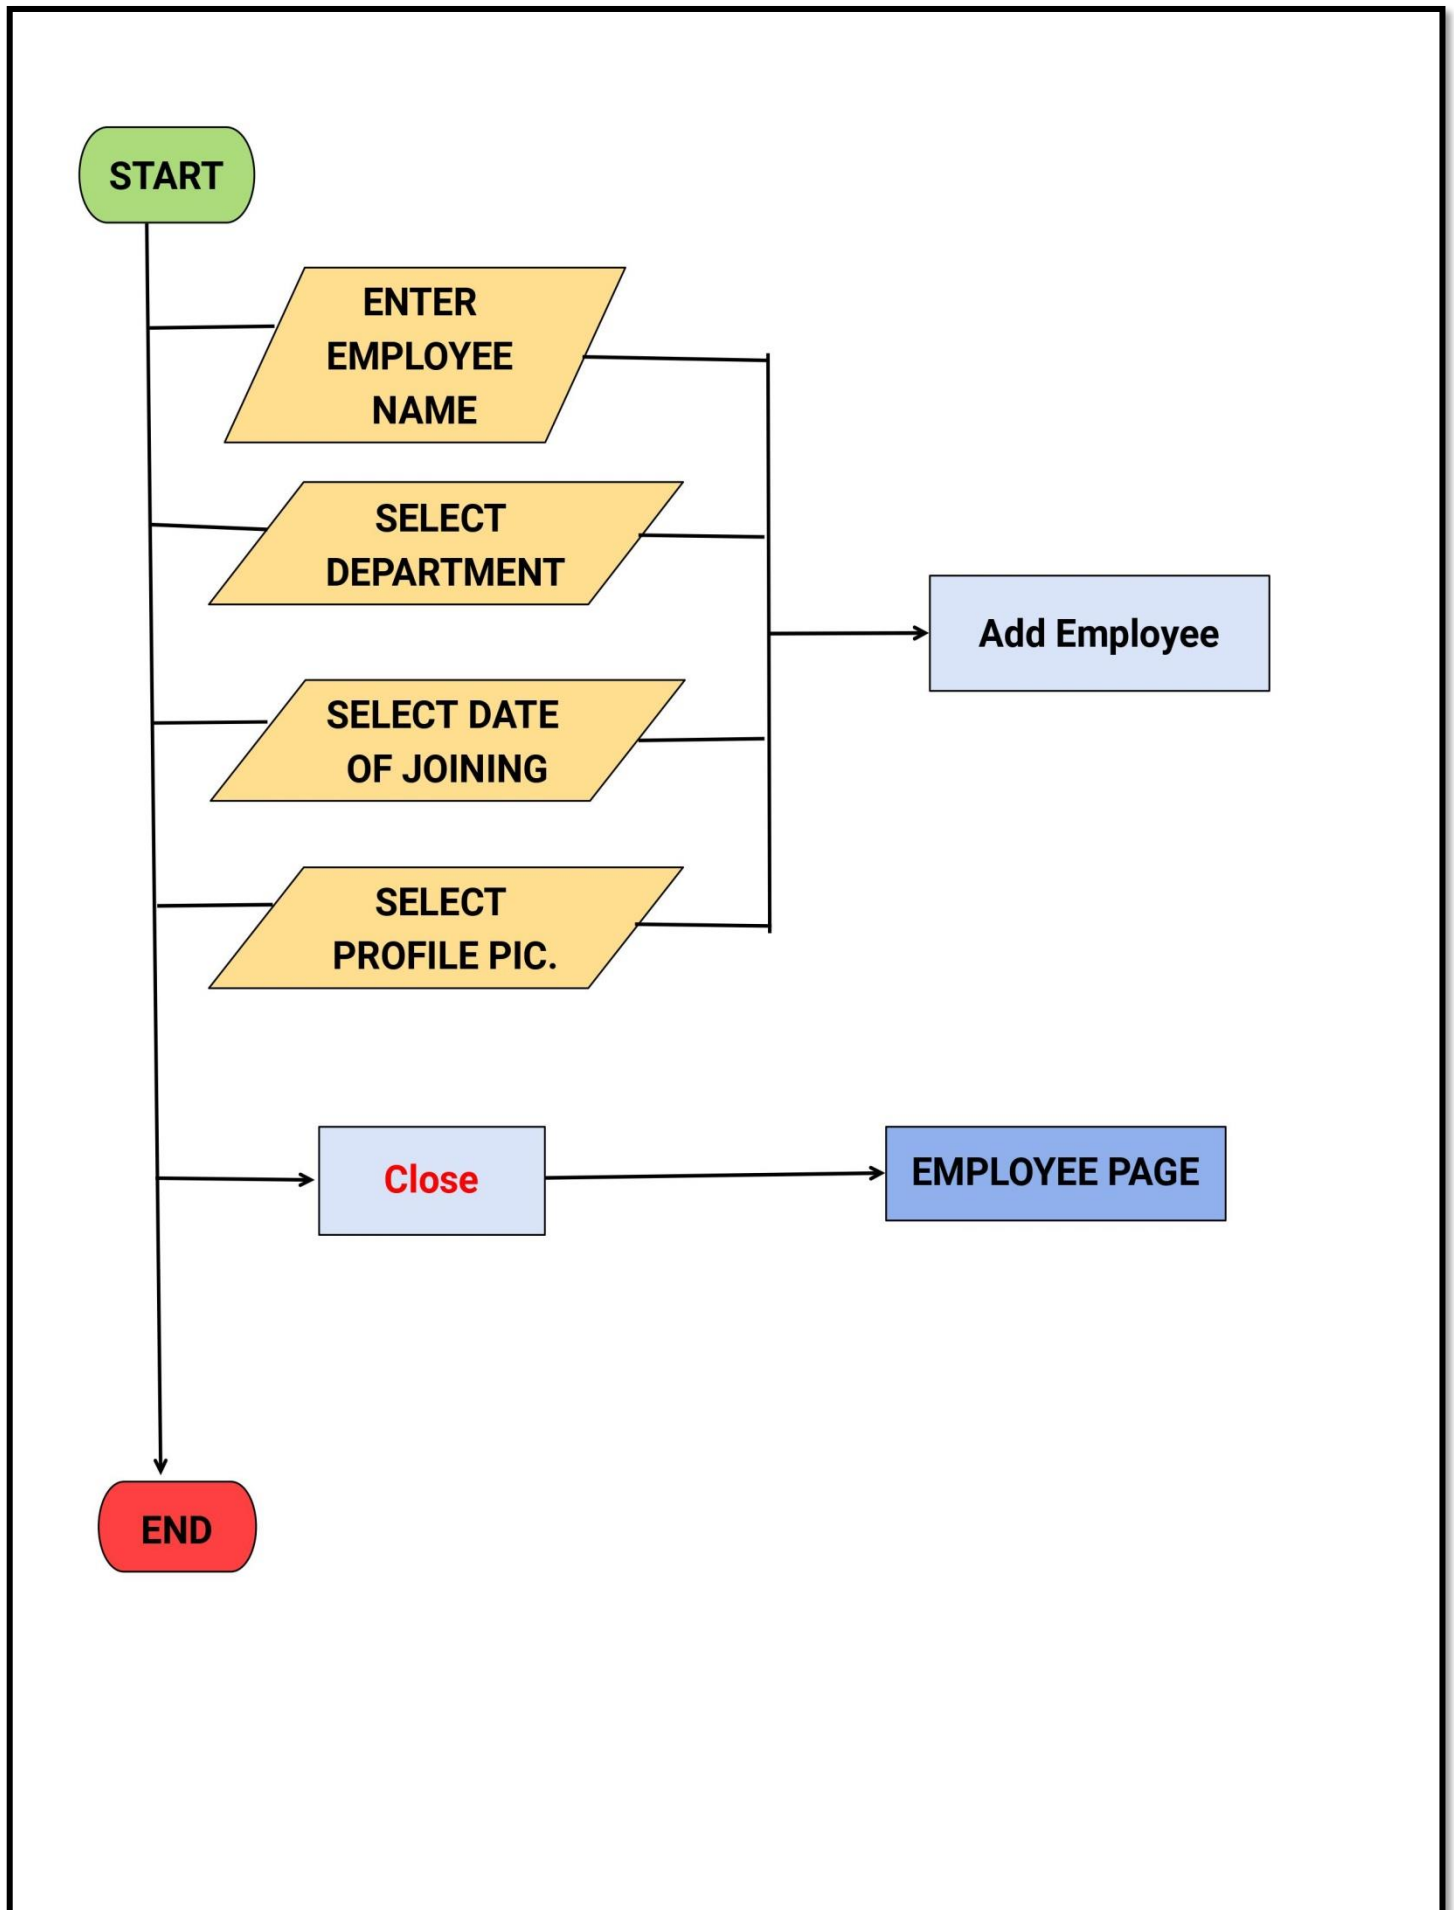 START
ENTER
EMPLOYEE
NAME
SELECT
DEPARTMENT
Add Employee
SELECT DATE
OF JOINING
SELECT
PROFILE PIC.
Close
EMPLOYEE PAGE
END